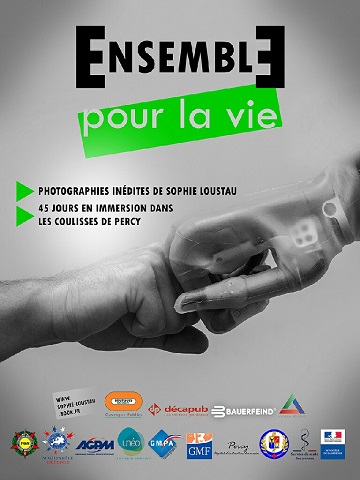 ENSEMBLE
pour la vie
PHOTOGRAPHIES INÉDITES DE SOPHIE LOUSTAU
45 JOURS EN IMMERSION DANS
LES COULISSES DE PERCY
WWW.
SOPHIE-LOUSTAU
-BOOK.FR
décapub
BAUERFEIND
AGPM
unéo
GMPA
GMF
Percy